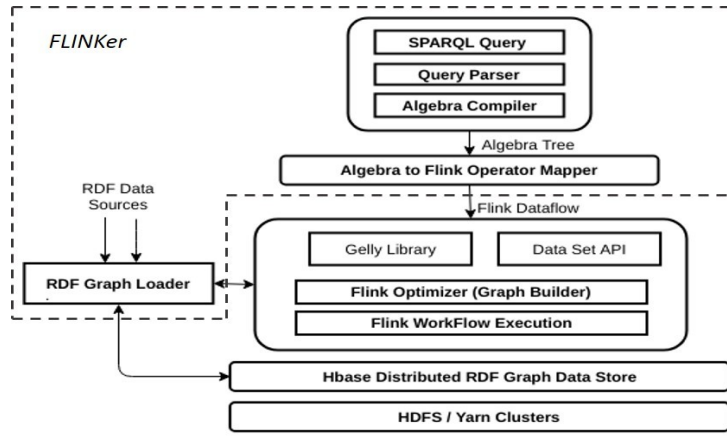 FLINKer
SPARQL Query
Query Parser
Algebra Compiler
Algebra Tree
Algebra to Flink Operator Mapper
RDF Data
Sources
Flink Dataflow
Gelly Library
Data Set API
RDF Graph Loader
Flink Optimizer (Graph Builder)
Flink WorkFlow Execution
Hbase Distributed RDF Graph Data Store
HDFS / Yarn Clusters